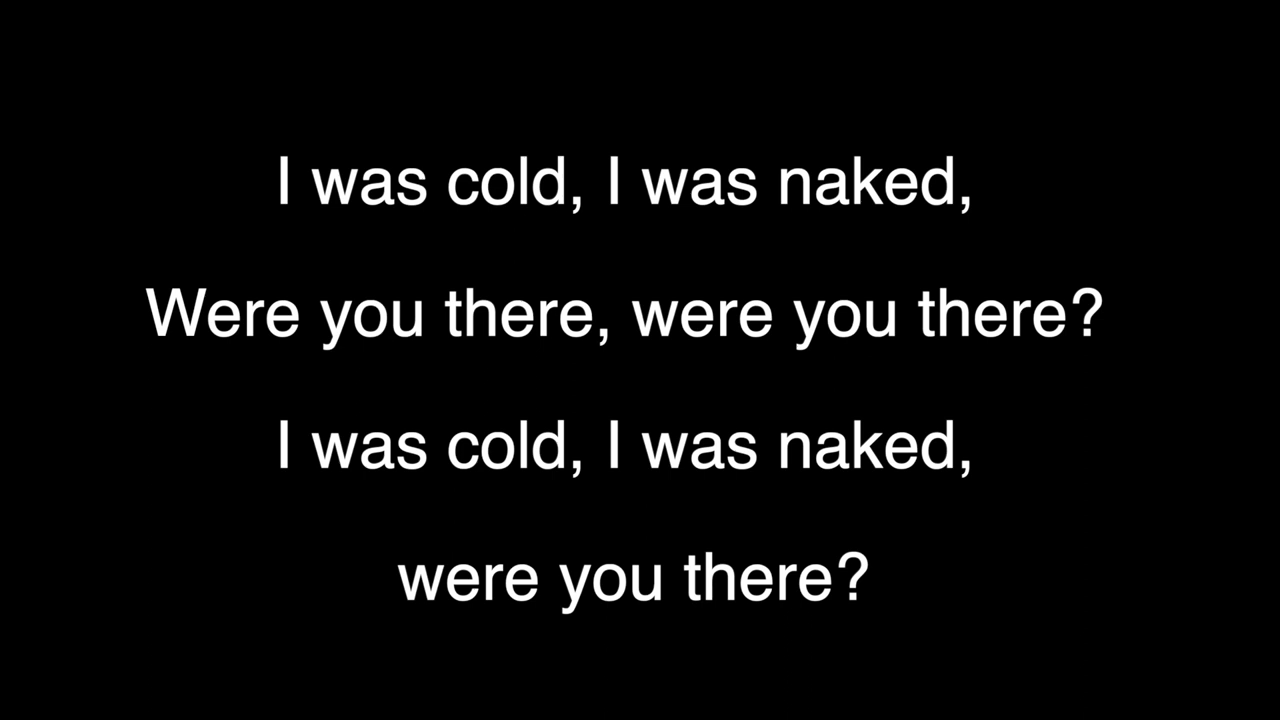 I was cold, I was naked,
Were you there, were you there?
I was cold, I was naked,
were you there?